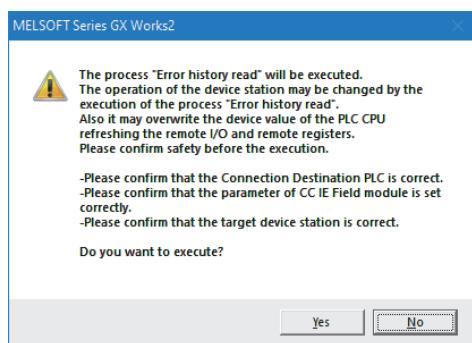 MELSOFT Series GX Works2
The process "Error history read" will be executed.
The operation of the device station may be changed by the
execution of the process "Error history read".
Also it may overwrite the device value of the PLC CPU
refreshing the remote I/O and remote registers.
Please confirm safety before the execution.
-Please confirm that the Connection Destination PLC is correct.
-Please confirm that the parameter of CC IE Field module is set
correctly.
-Please confirm that the target device station is correct.
Do you want to execute?
Yes No